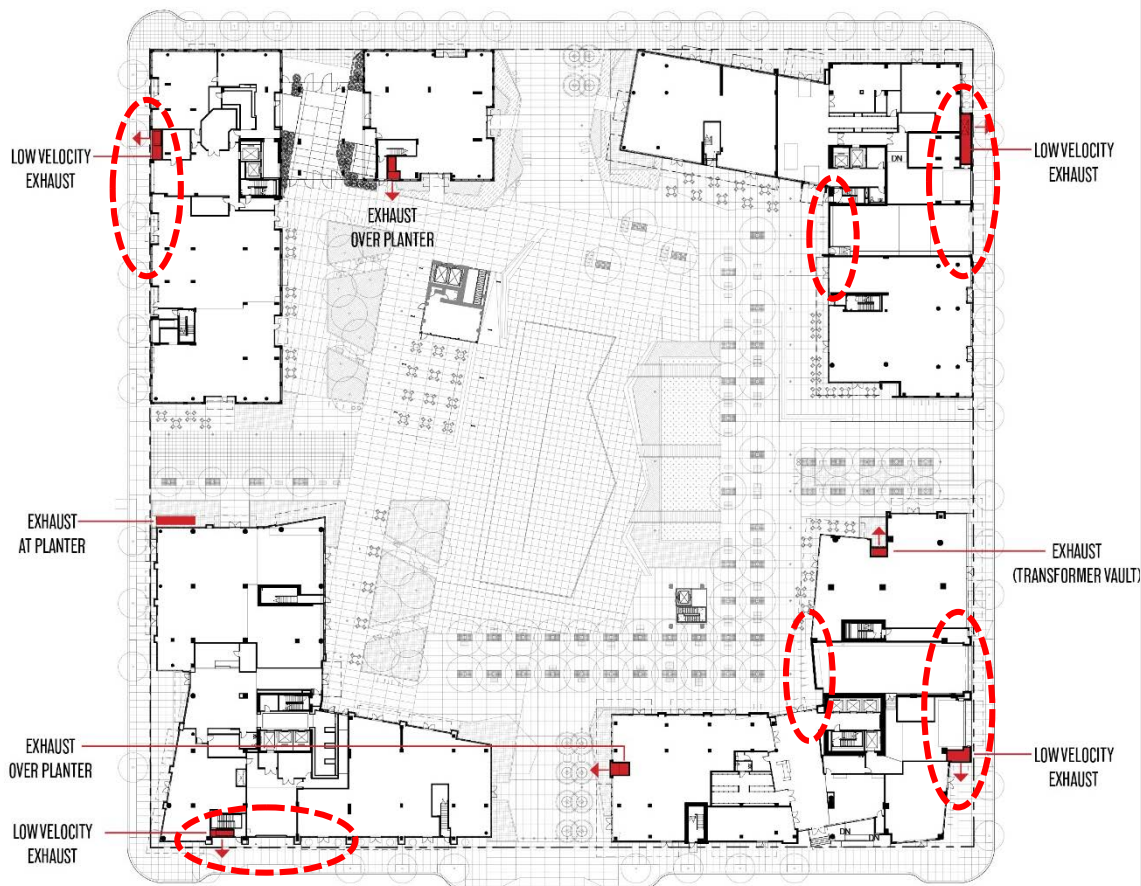 LOW VELOCITY
EXHAUST
EXHAUST
OVER PLANTER
DN
LOW VELOCITY
EXHAUST
EXHAUST
AT PLANTER
EXHAUST
(TRANSFORMER VAULT)
EXHAUST
OVER PLANTER
LOW VELOCITY
EXHAUST
LOW VELOCITY
EXHAUST
DN
DN